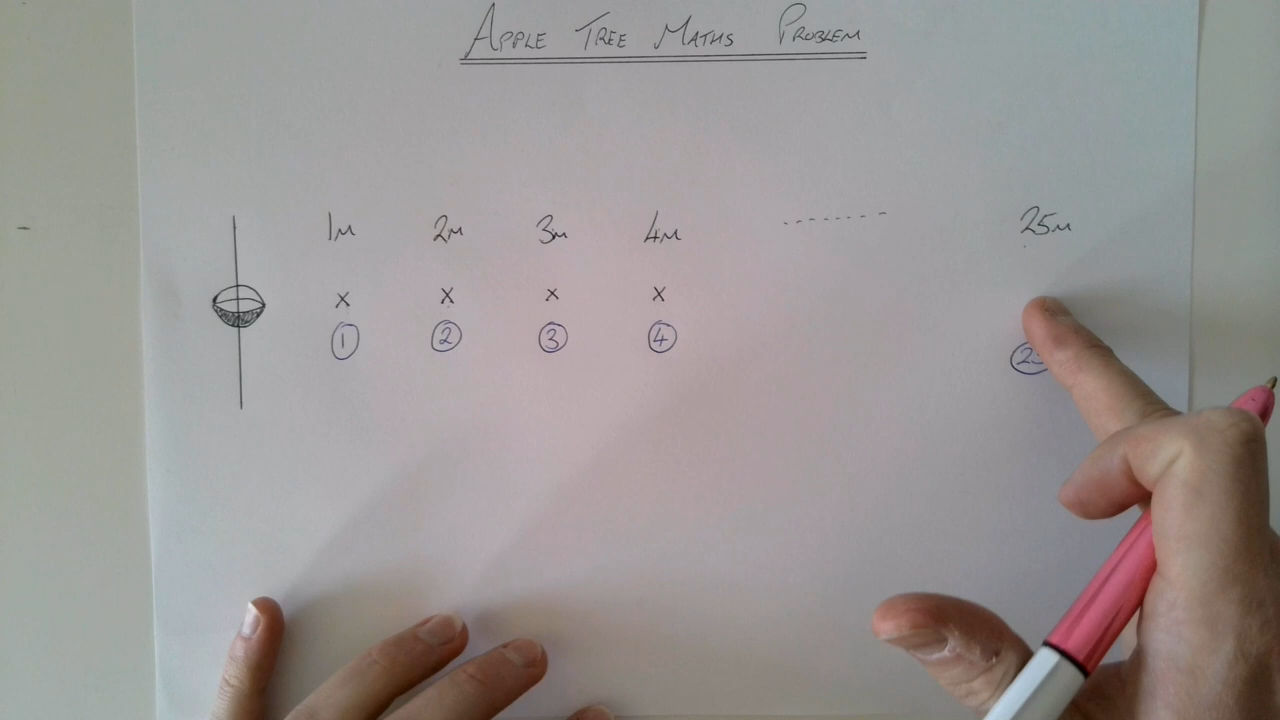 APPLE TREE MATHS PROBLEM
1M 2M 3M 4M ------- 25M
x x x x
1 2 3 4